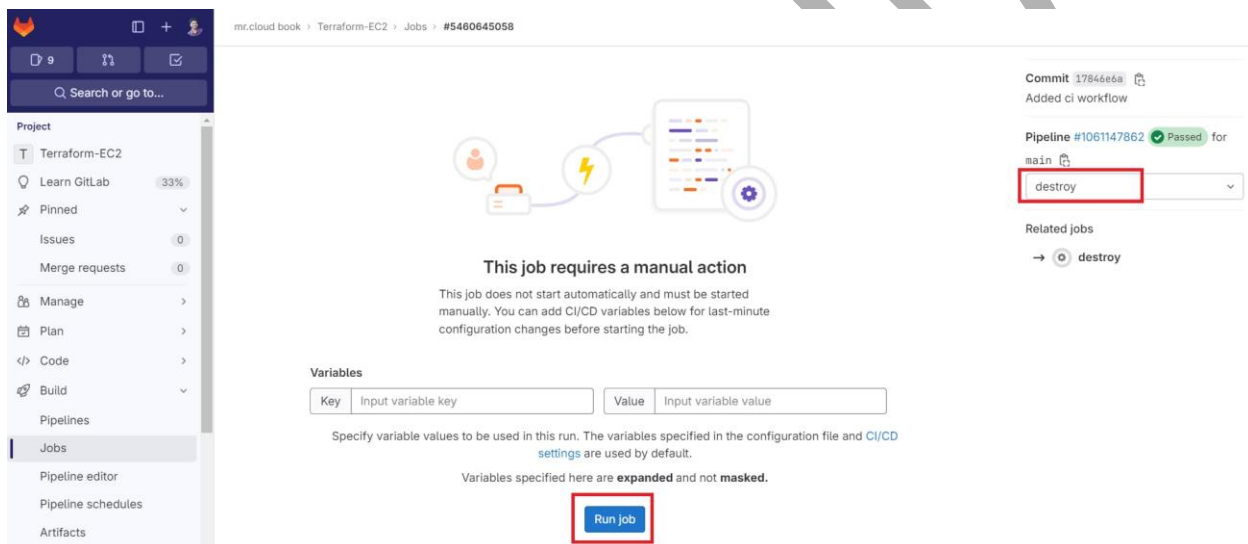 mr.cloud book › Terraform-EC2 › Jobs › #5460645058
9
Search or go to...
Project
T Terraform-EC2
Learn GitLab 33%
Pinned
Issues 0
Merge requests 0
Manage
Plan
Code
Build
Pipelines
Jobs
Pipeline editor
Pipeline schedules
Artifacts
This job requires a manual action
This job does not start automatically and must be started
manually. You can add CI/CD variables below for last-minute
configuration changes before starting the job.
Variables
Key Input variable key Value Input variable value
Specify variable values to be used in this run. The variables specified in the configuration file and CI/CD
settings are used by default.
Variables specified here are expanded and not masked.
Run job
Commit 17846e6a
Added ci workflow
Pipeline #1061147862 Passed for
main
destroy
Related jobs
→ destroy